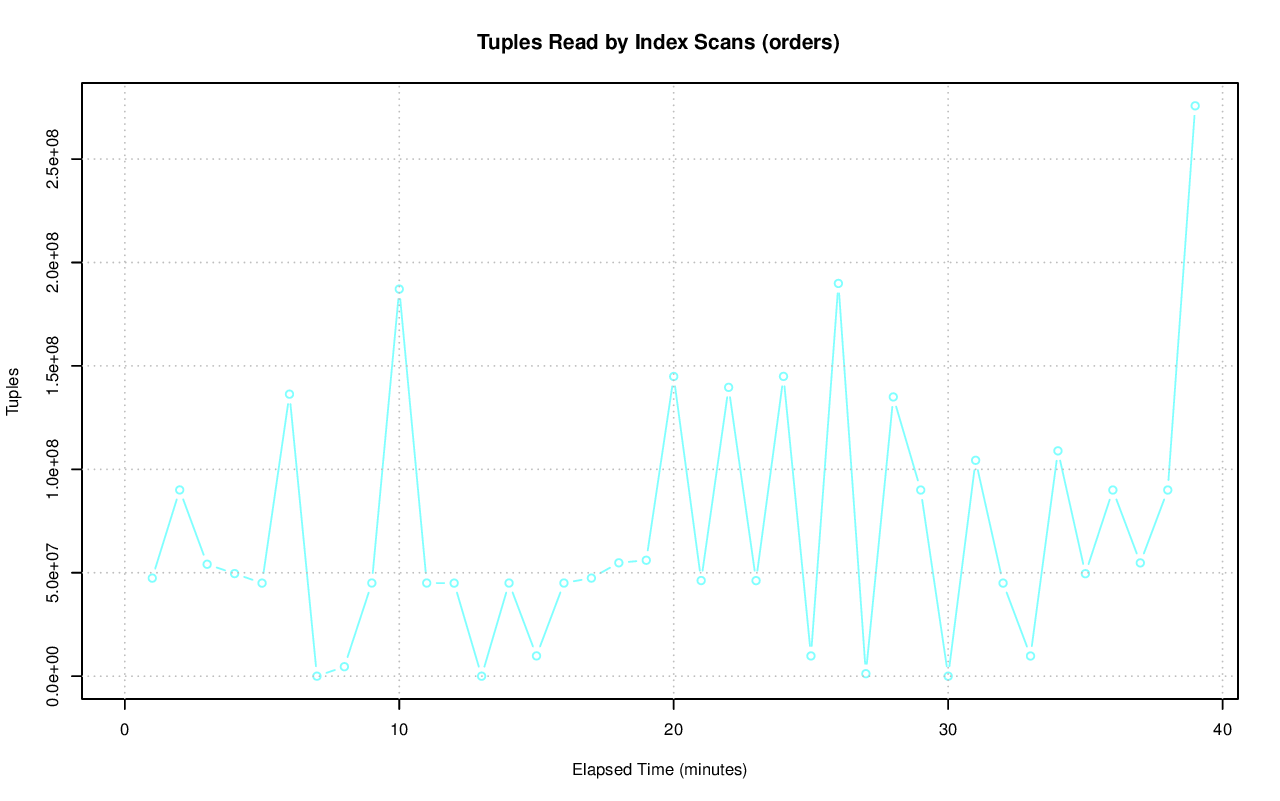 Tuples Read by Index Scans (orders)
2.5e+08
2.0e+08
1.5e+08
1.0e+08
5.0e+07
0.0e+00
Tuples
0 10 20 30 40
Elapsed Time (minutes)